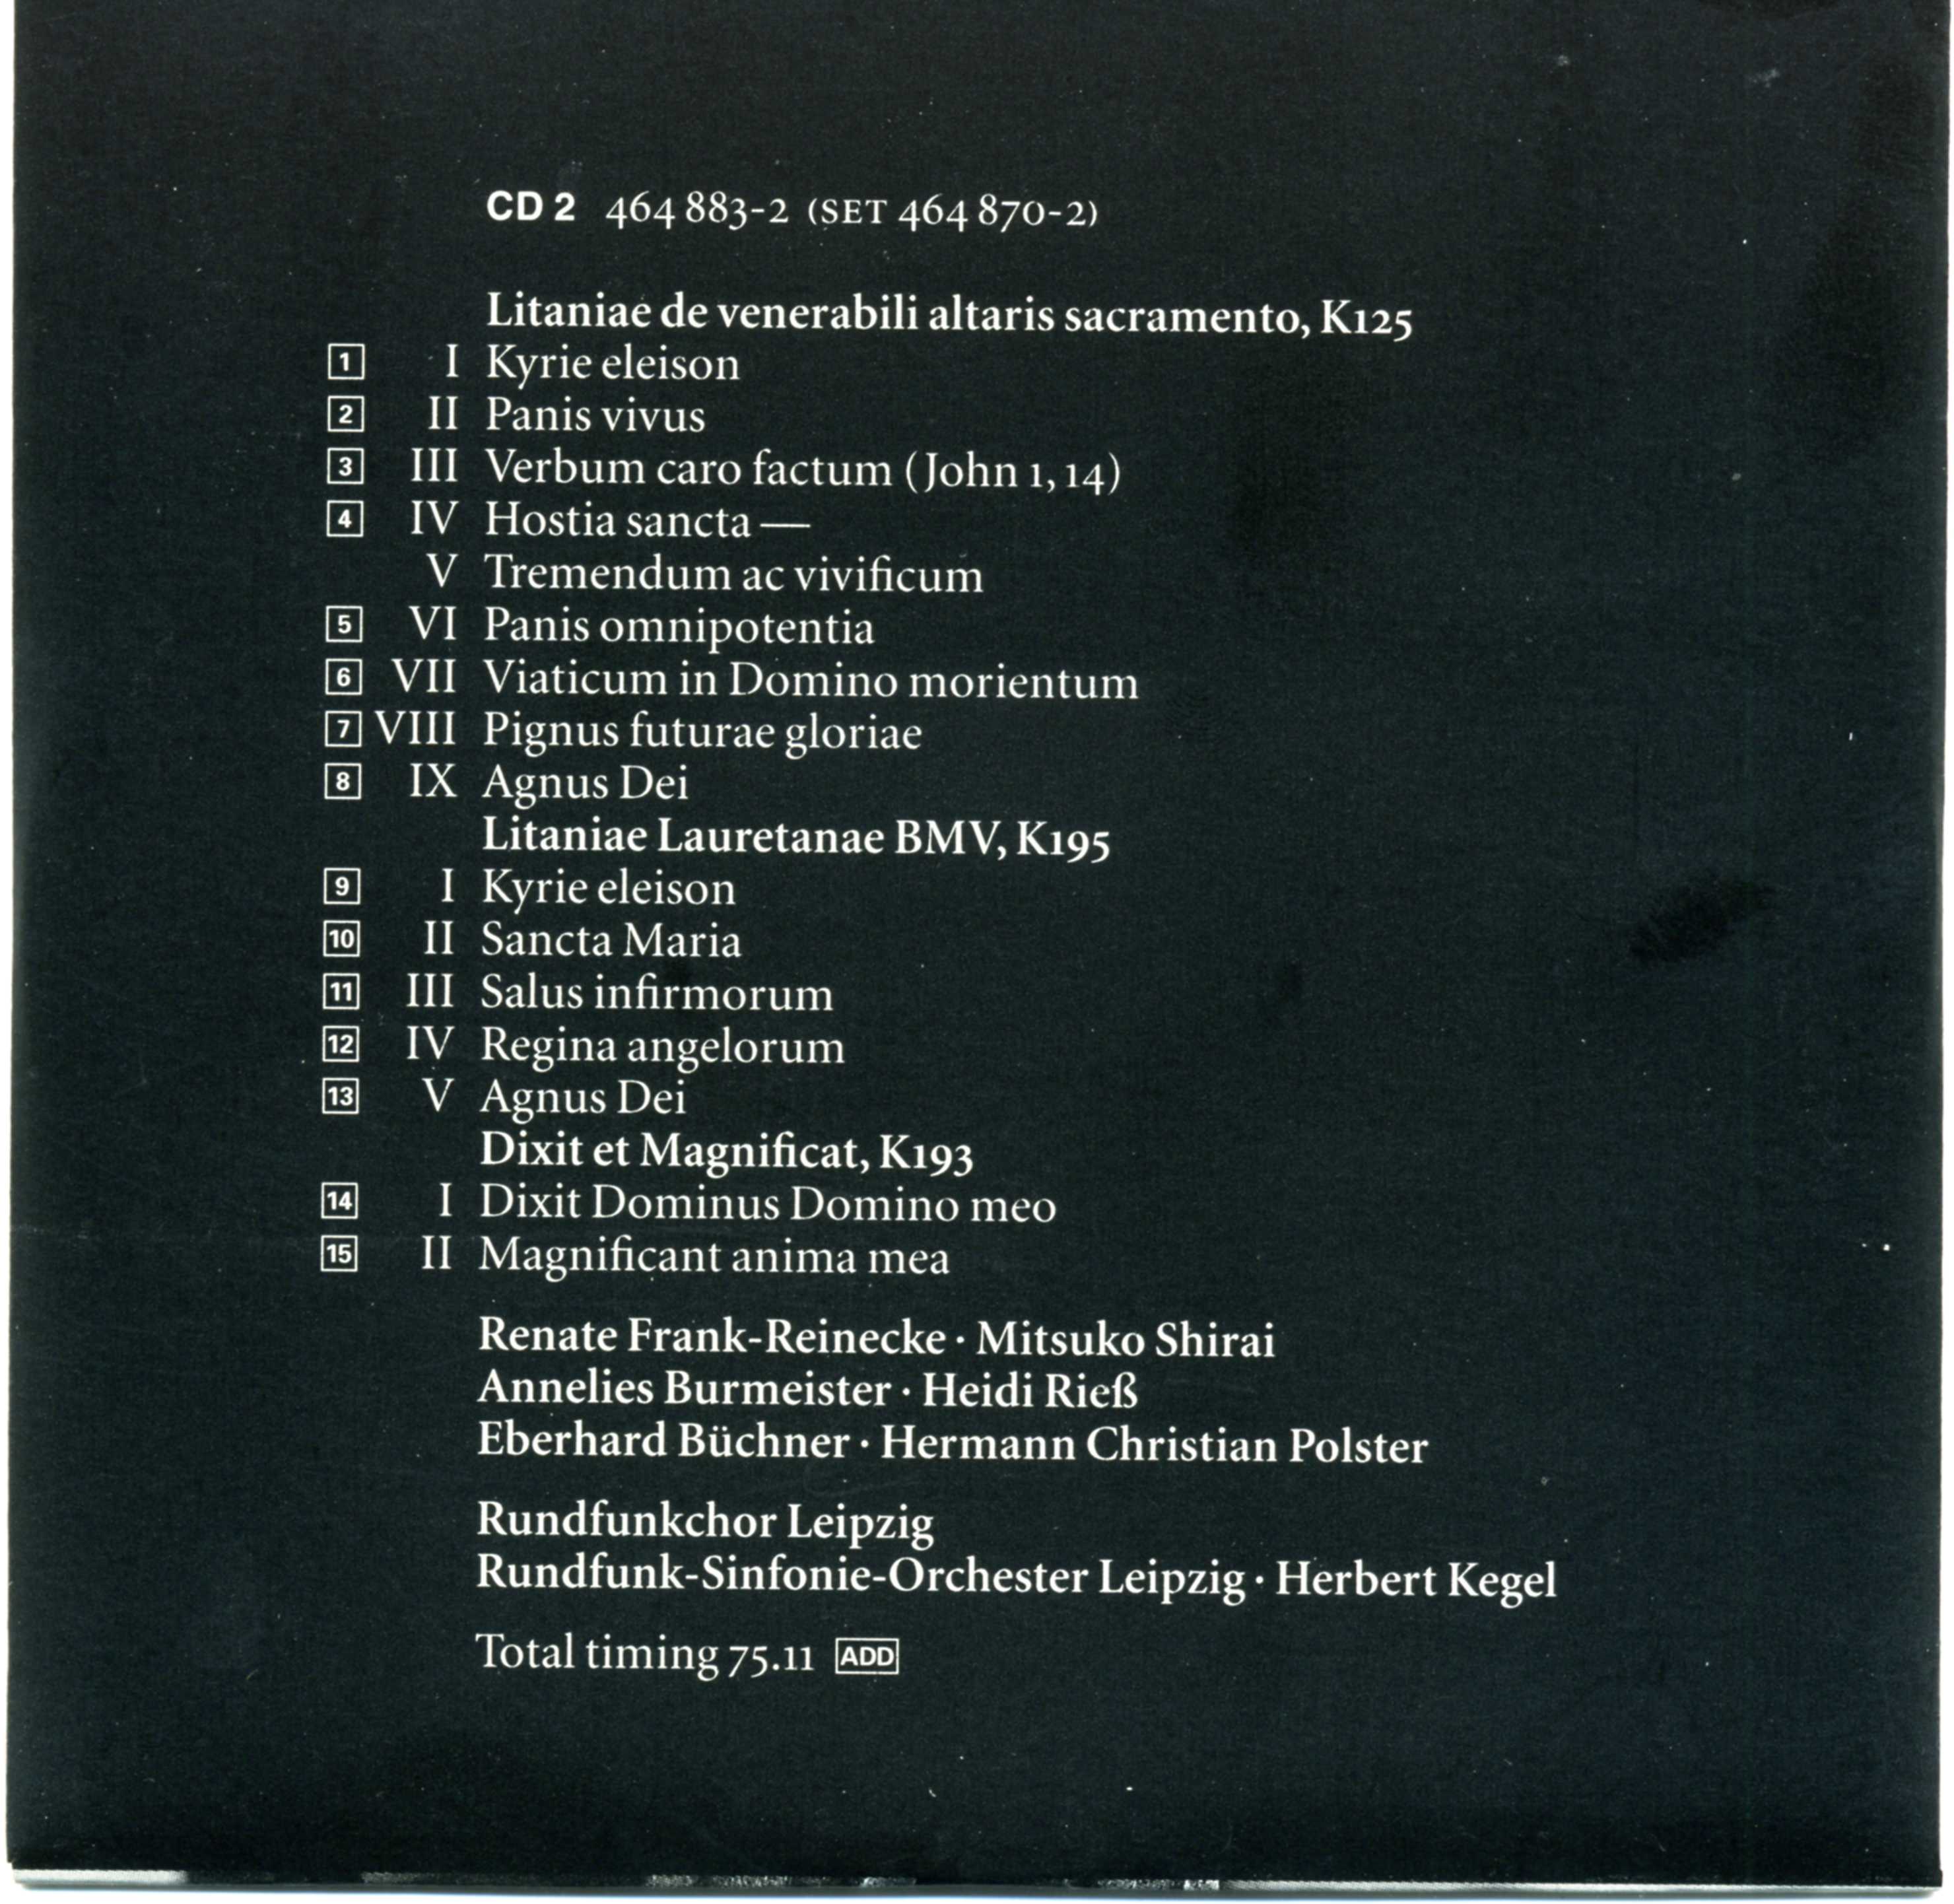 CD 2 464 883-2 (SET 464 870-2)
Litaniae de venerabili altaris sacramento, K125
1 I Kyrie eleison
2 II Panis vivus
3 III Verbum caro factum (John 1, 14)
4 IV Hostia sancta —
V Tremendum ac vivificum
5 VI Panis omnipotentia
6 VII Viaticum in Domino morientum
7 VIII Pignus futurae gloriae
8 IX Agnus Dei
Litaniae Lauretanae BMV, K195
9 I Kyrie eleison
10 II Sancta Maria
11 III Salus infirmorum
12 IV Regina angelorum
13 V Agnus Dei
Dixit et Magnificat, K193
14 I Dixit Dominus Domino meo
15 II Magnificant anima mea
Renate Frank-Reinecke · Mitsuko Shirai
Annelies Burmeister · Heidi Rieß
Eberhard Büchner · Hermann Christian Polster
Rundfunkchor Leipzig
Rundfunk-Sinfonie-Orchester Leipzig · Herbert Kegel
Total timing 75.11 ADD